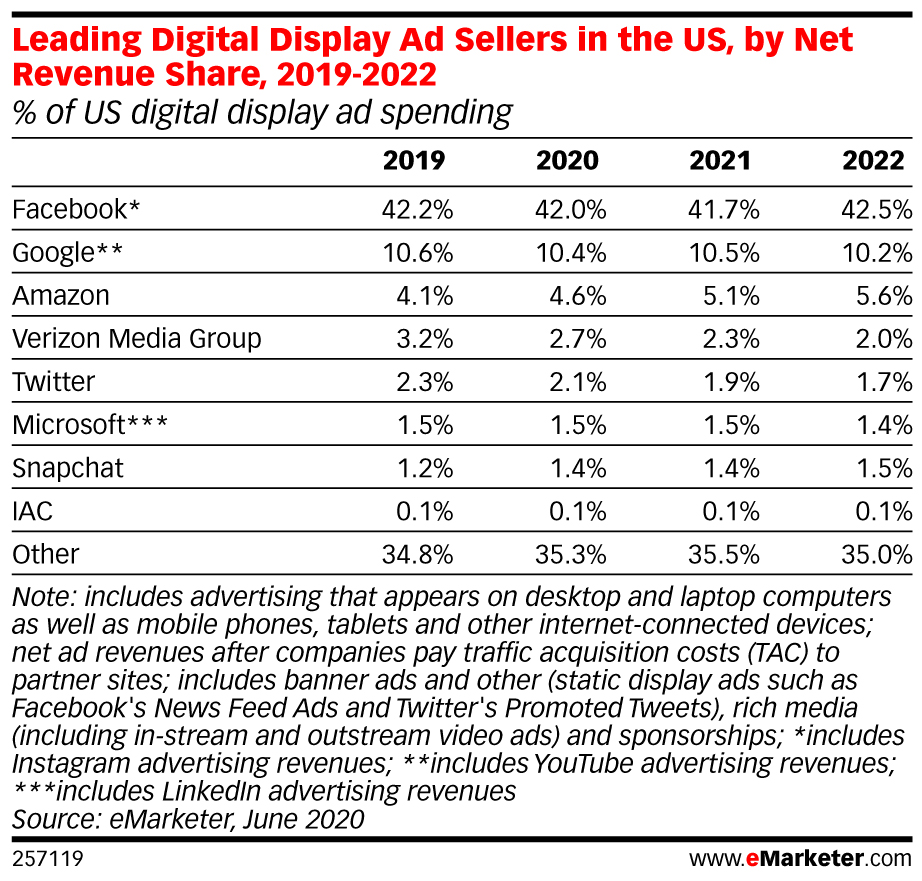 Leading Digital Display Ad Sellers in the US, by Net
Revenue Share, 2019-2022
% of US digital display ad spending
2019 2020 2021 2022
Facebook* 42.2% 42.0% 41.7% 42.5%
Google** 10.6% 10.4% 10.5% 10.2%
Amazon 4.1% 4.6% 5.1% 5.6%
Verizon Media Group 3.2% 2.7% 2.3% 2.0%
Twitter 2.3% 2.1% 1.9% 1.7%
Microsoft*** 1.5% 1.5% 1.5% 1.4%
Snapchat 1.2% 1.4% 1.4% 1.5%
IAC 0.1% 0.1% 0.1% 0.1%
Other 34.8% 35.3% 35.5% 35.0%
Note: includes advertising that appears on desktop and laptop computers
as well as mobile phones, tablets and other internet-connected devices;
net ad revenues after companies pay traffic acquisition costs (TAC) to
partner sites; includes banner ads and other (static display ads such as
Facebook's News Feed Ads and Twitter's Promoted Tweets), rich media
(including in-stream and outstream video ads) and sponsorships; *includes
Instagram advertising revenues; **includes YouTube advertising revenues;
***includes LinkedIn advertising revenues
Source: eMarketer, June 2020
257119 www.eMarketer.com